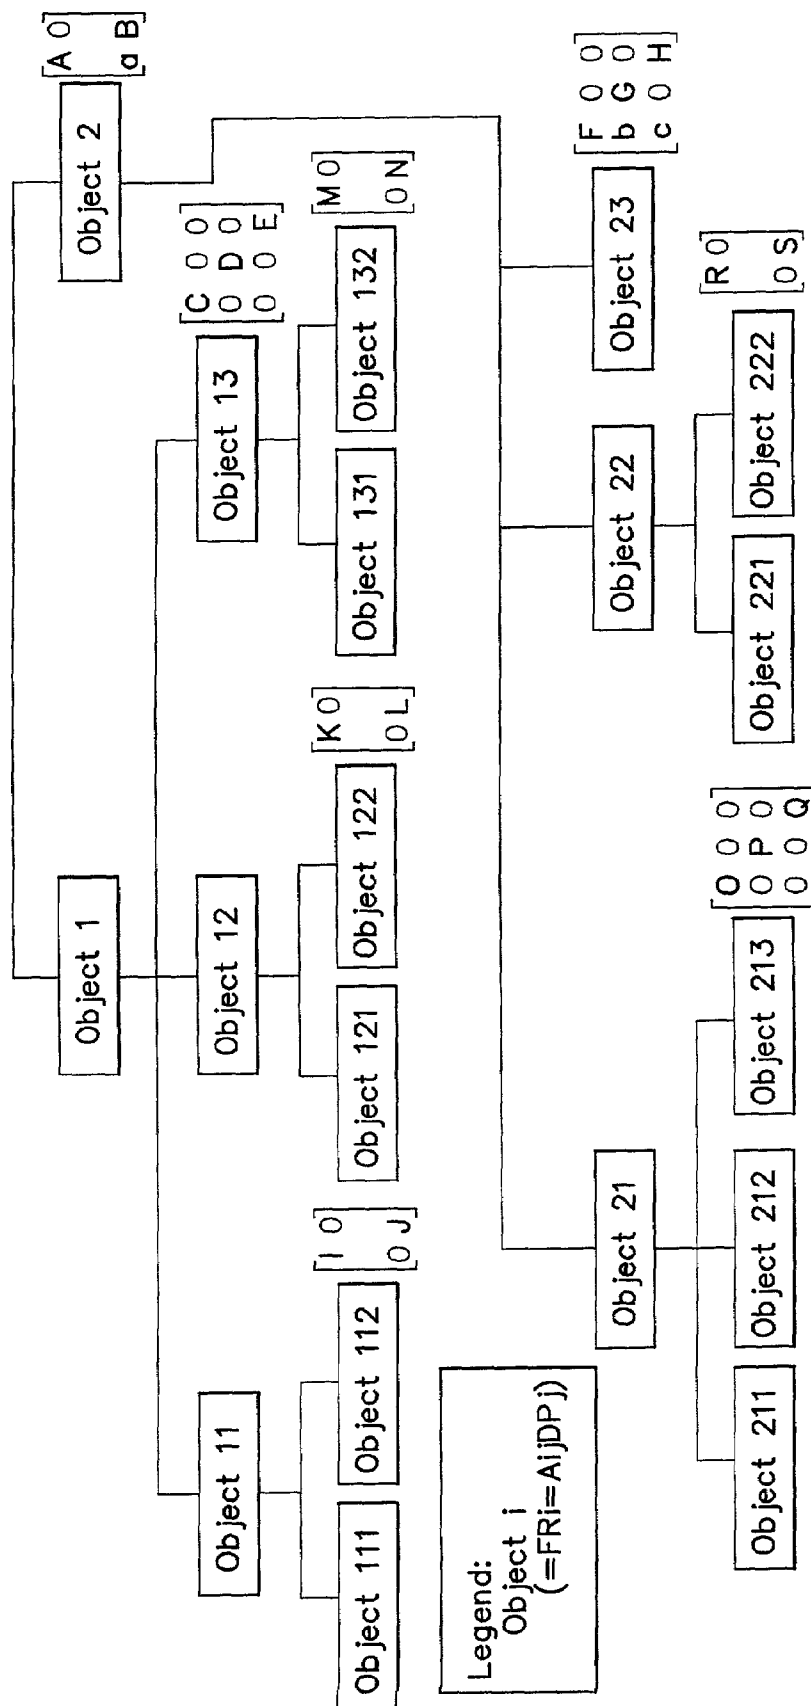 Object 1
Object 2
[A 0
a B]
Object 11
Object 12
Object 13
[C 0 0
0 D 0
0 0 E]
Object 111
Object 112
[I 0
0 J]
Object 121
Object 122
[K 0
0 L]
Object 131
Object 132
[M 0
0 N]
Legend:
Object i
(=FRi=AijDPj)
Object 21
Object 22
Object 23
[F 0 0
b G 0
c 0 H]
Object 211
Object 212
Object 213
[O 0 0
0 P 0
0 0 Q]
Object 221
Object 222
[R 0
0 S]